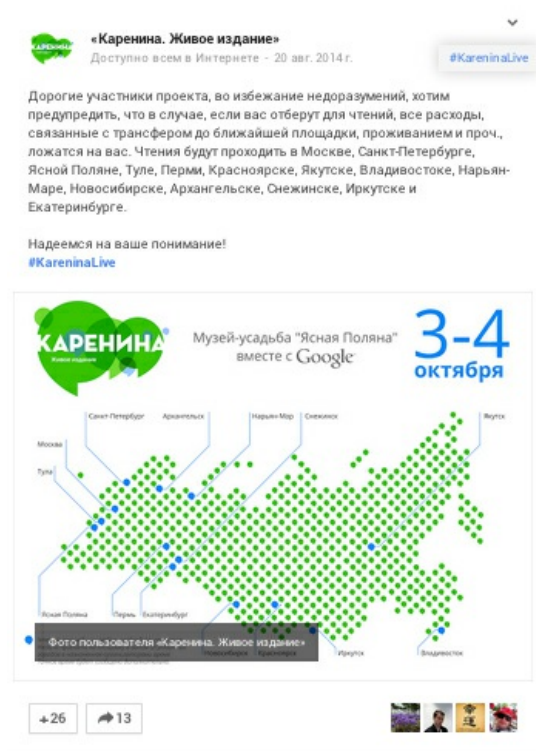 «Каренина. Живое издание»
Доступно всем в Интернете - 20 авг. 2014 г.
#KareninaLive
Дорогие участники проекта, во избежание недоразумений, хотим
предупредить, что в случае, если вас отберут для чтений, все расходы,
связанные с трансфером до ближайшей площадки, проживанием и проч.,
ложатся на вас. Чтения будут проходить в Москве, Санкт-Петербурге,
Ясной Поляне, Туле, Перми, Красноярске, Якутске, Владивостоке, Нарьян-
Маре, Новосибирске, Архангельске, Снежинске, Иркутске и
Екатеринбурге.
Надеемся на ваше понимание!
#KareninaLive
КАРЕНИНА
Живое издание
Музей-усадьба "Ясная Поляна"
вместе с Google
3-4
октября
Санкт-Петербург
Архангельск
Нарьян-Мар
Снежинск
Якутск
Москва
Тула
Ясная Поляна
Пермь
Екатеринбург
Фото пользователя «Каренина. Живое издание»
Новосибирск
Красноярск
Иркутск
Владивосток
+26
13